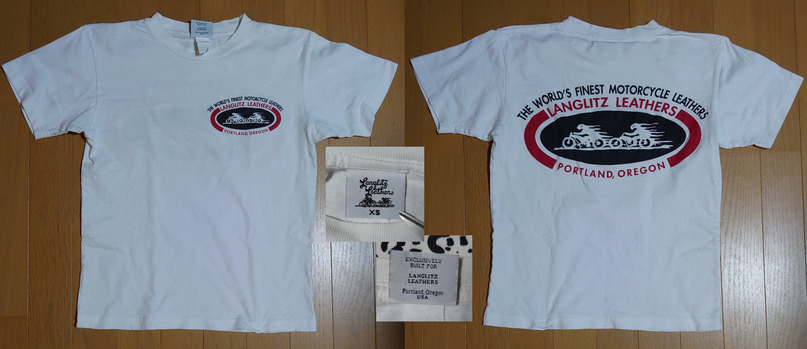 THE WORLD'S FINEST MOTORCYCLE LEATHERS
LANGLITZ LEATHERS
PORTLAND, OREGON
Langlitz
Leathers
XS
EXCLUSIVELY
BUILT FOR
LANGLITZ
LEATHERS
Portland, Oregon
USA
THE WORLD'S FINEST MOTORCYCLE LEATHERS
LANGLITZ LEATHERS
PORTLAND, OREGON